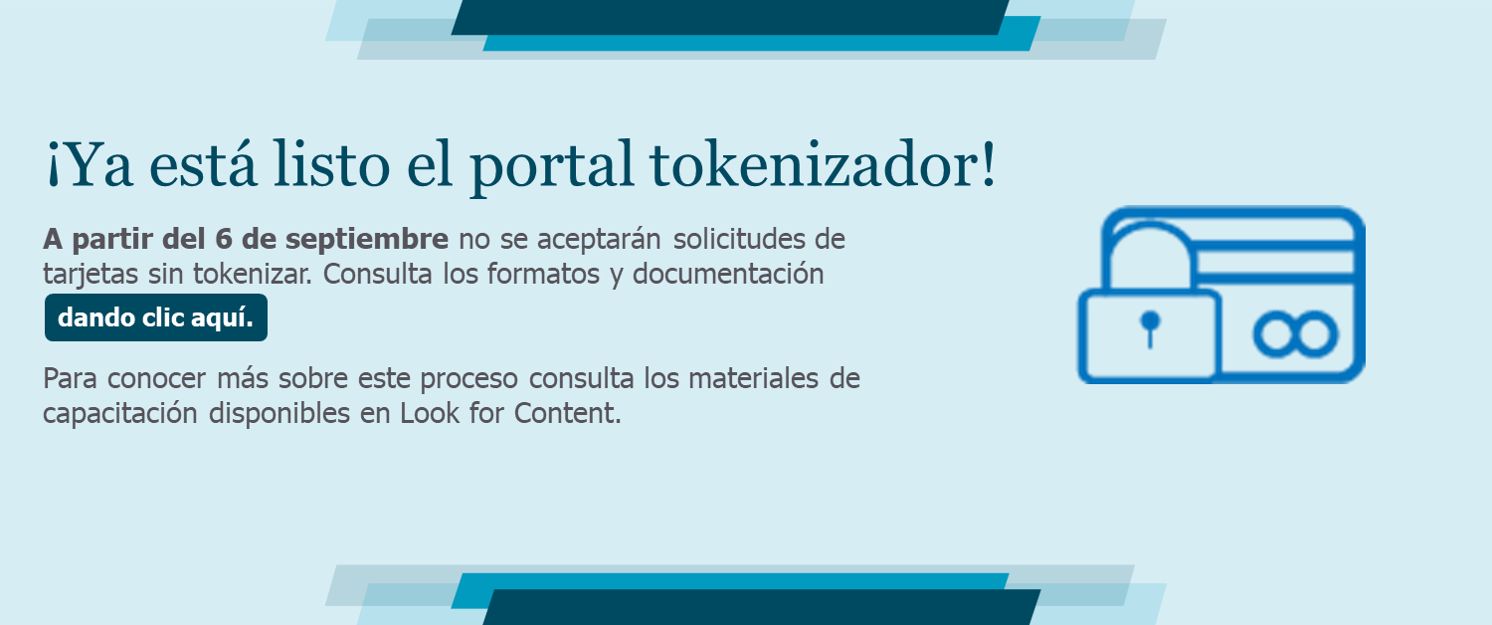 ¡Ya está listo el portal tokenizador!
A partir del 6 de septiembre no se aceptarán solicitudes de
tarjetas sin tokenizar. Consulta los formatos y documentación
dando clic aquí.
Para conocer más sobre este proceso consulta los materiales de
capacitación disponibles en Look for Content.